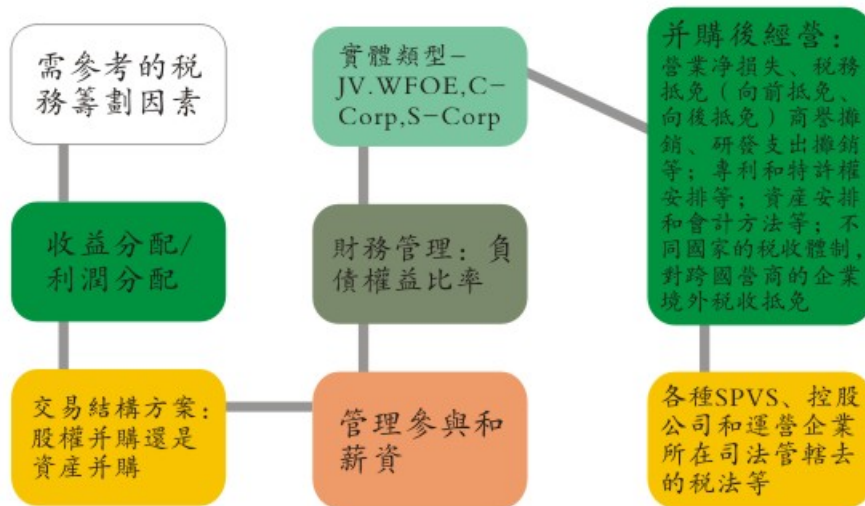 需參考的税
務籌劃因素
收益分配/
利潤分配
交易結構方案：
股權并購還是
資産并購
管理參與和
薪資
財務管理：負
債權益比率
實體類型-
JV.WFOE,C-
Corp,S-Corp
并購後經營：
營業净損失、税務
抵免（向前抵免、
向後抵免）商譽攤
銷、研發支出攤銷
等；專利和特許權
安排等；資産安排
和會計方法等；不
同國家的税收體制，
對跨國營商的企業
境外税收抵免
各種SPVS、控股
公司和運營企業
所在司法管轄去
的税法等